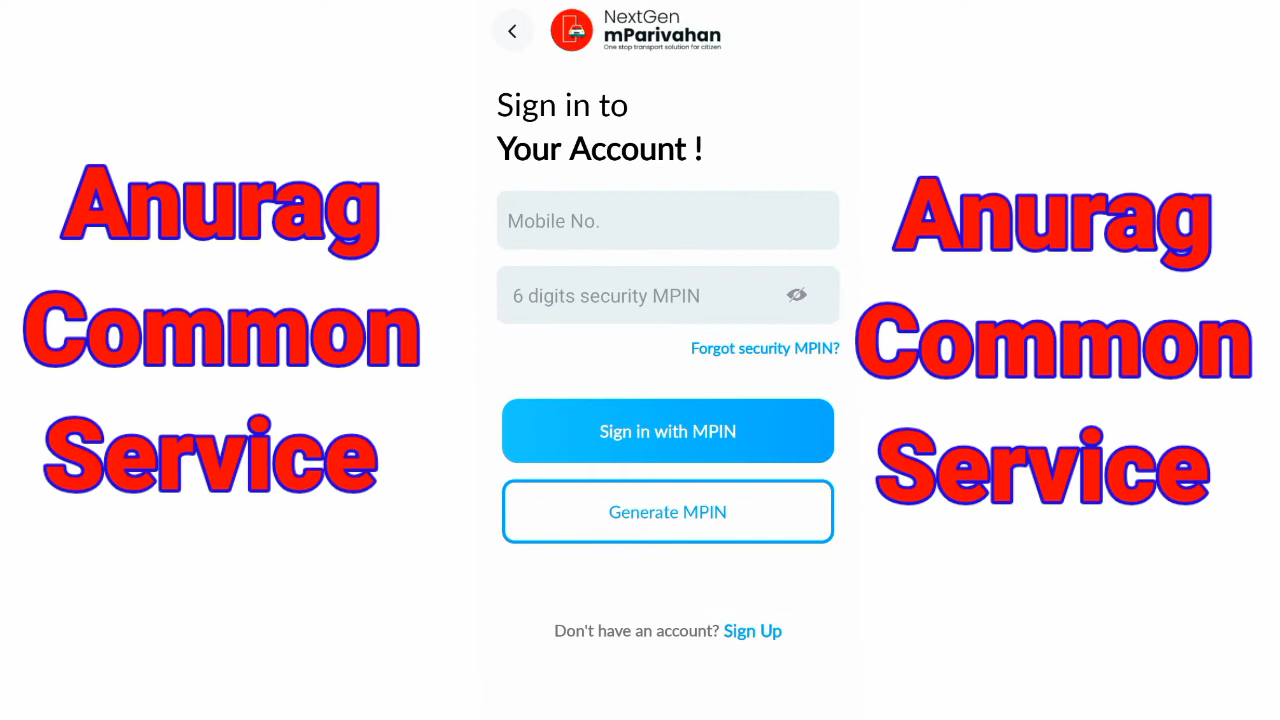 NextGen
mParivahan
One stop transport solution for citizen
Sign in to
Your Account !
Mobile No.
6 digits security MPIN
Forgot security MPIN?
Sign in with MPIN
Generate MPIN
Don't have an account? Sign Up
Anurag
Common
Service
Anurag
Common
Service